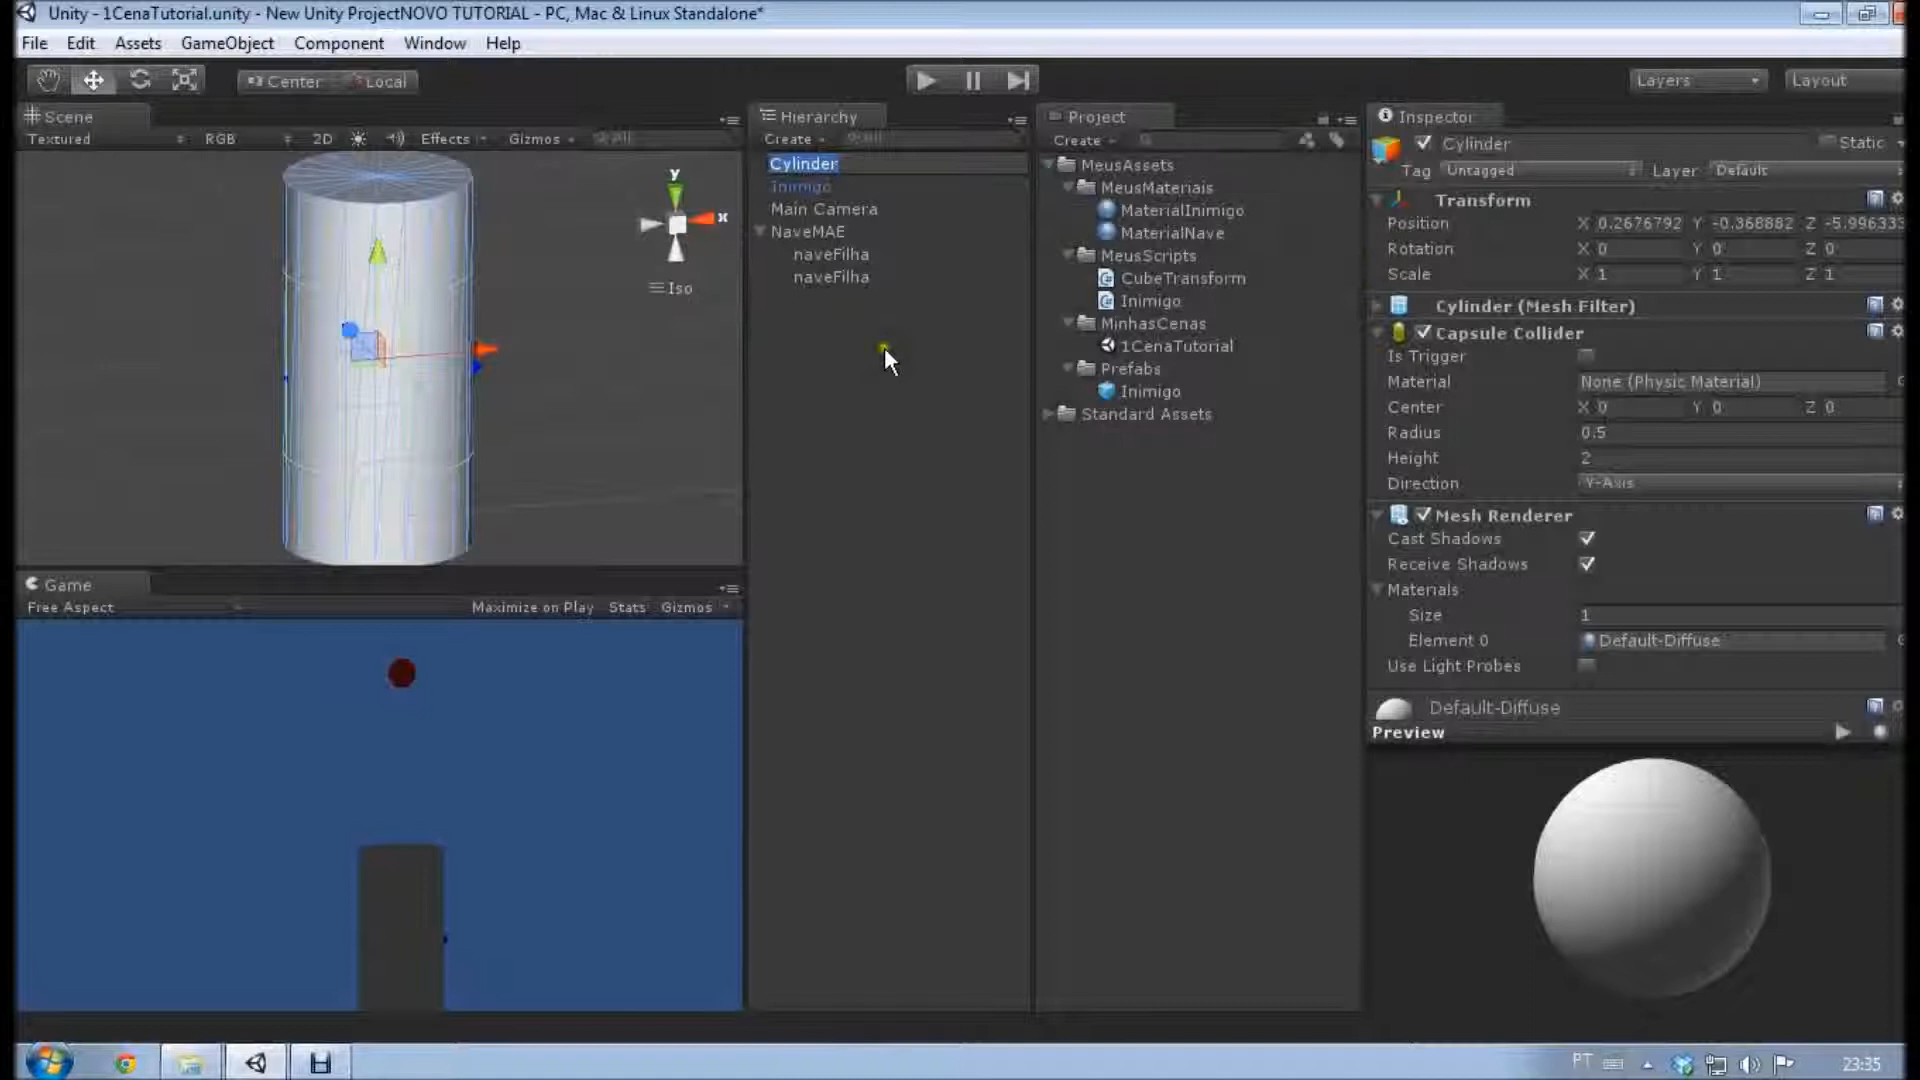 Unity - 1CenaTutorial.unity - New Unity ProjectNOVO TUTORIAL - PC, Mac & Linux Standalone*
File Edit Assets GameObject Component Window Help
Center Local
Layers Layout
Scene
Textured RGB 2D Effects Gizmos All
y
x
Iso
Game
Free Aspect Maximize on Play Stats Gizmos
Hierarchy
Create All
Cylinder
Inimigo
Main Camera
NaveMAE
naveFilha
naveFilha
Project
Create
MeusAssets
MeusMateriais
MaterialInimigo
MaterialNave
MeusScripts
CubeTransform
Inimigo
MinhasCenas
1CenaTutorial
Prefabs
Inimigo
Standard Assets
Inspector
Cylinder Static
Tag Untagged Layer Default
Transform
Position X 0.2676792 Y -0.368882 Z -5.996333
Rotation X 0 Y 0 Z 0
Scale X 1 Y 1 Z 1
Cylinder (Mesh Filter)
Capsule Collider
Is Trigger
Material None (Physic Material)
Center X 0 Y 0 Z 0
Radius 0.5
Height 2
Direction Y-Axis
Mesh Renderer
Cast Shadows
Receive Shadows
Materials
Size 1
Element 0 Default-Diffuse
Use Light Probes
Default-Diffuse
Preview
PT 23:35